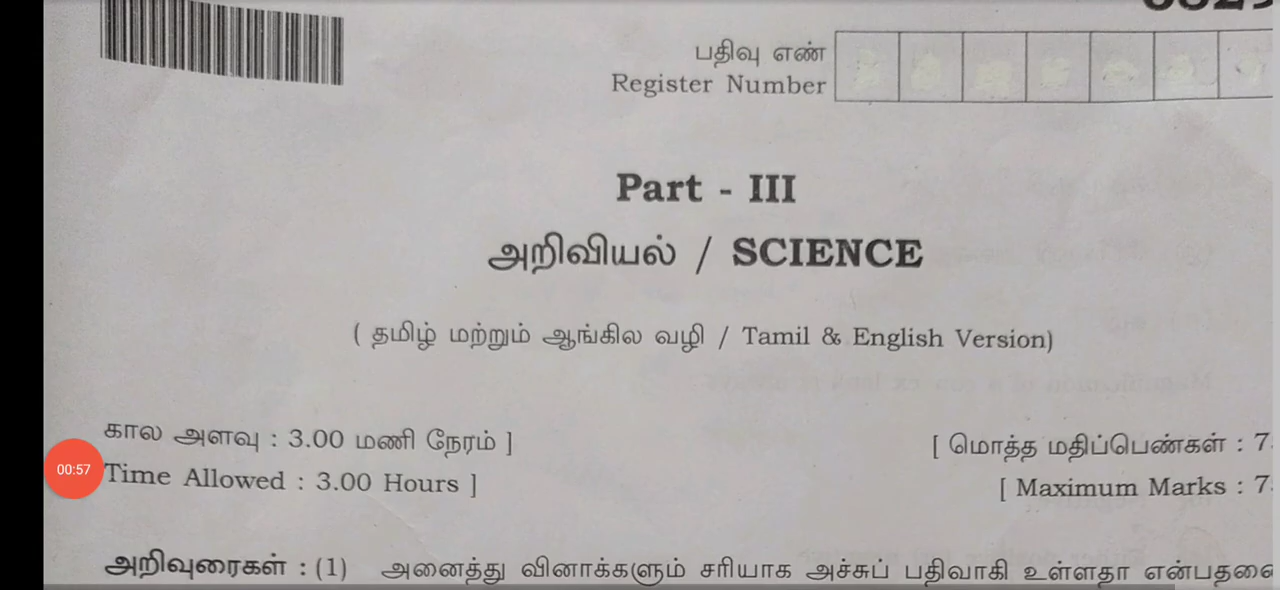 பதிவு எண்
Register Number
Part - III
அறிவியல் / SCIENCE
( தமிழ் மற்றும் ஆங்கில வழி / Tamil & English Version)
கால அளவு : 3.00 மணி நேரம் ]
[ மொத்த மதிப்பெண்கள் : 7
00:57
Time Allowed : 3.00 Hours ]
[ Maximum Marks : 7
அறிவுரைகள் : (1) அனைத்து வினாக்களும் சரியாக அச்சுப் பதிவாகி உள்ளதா